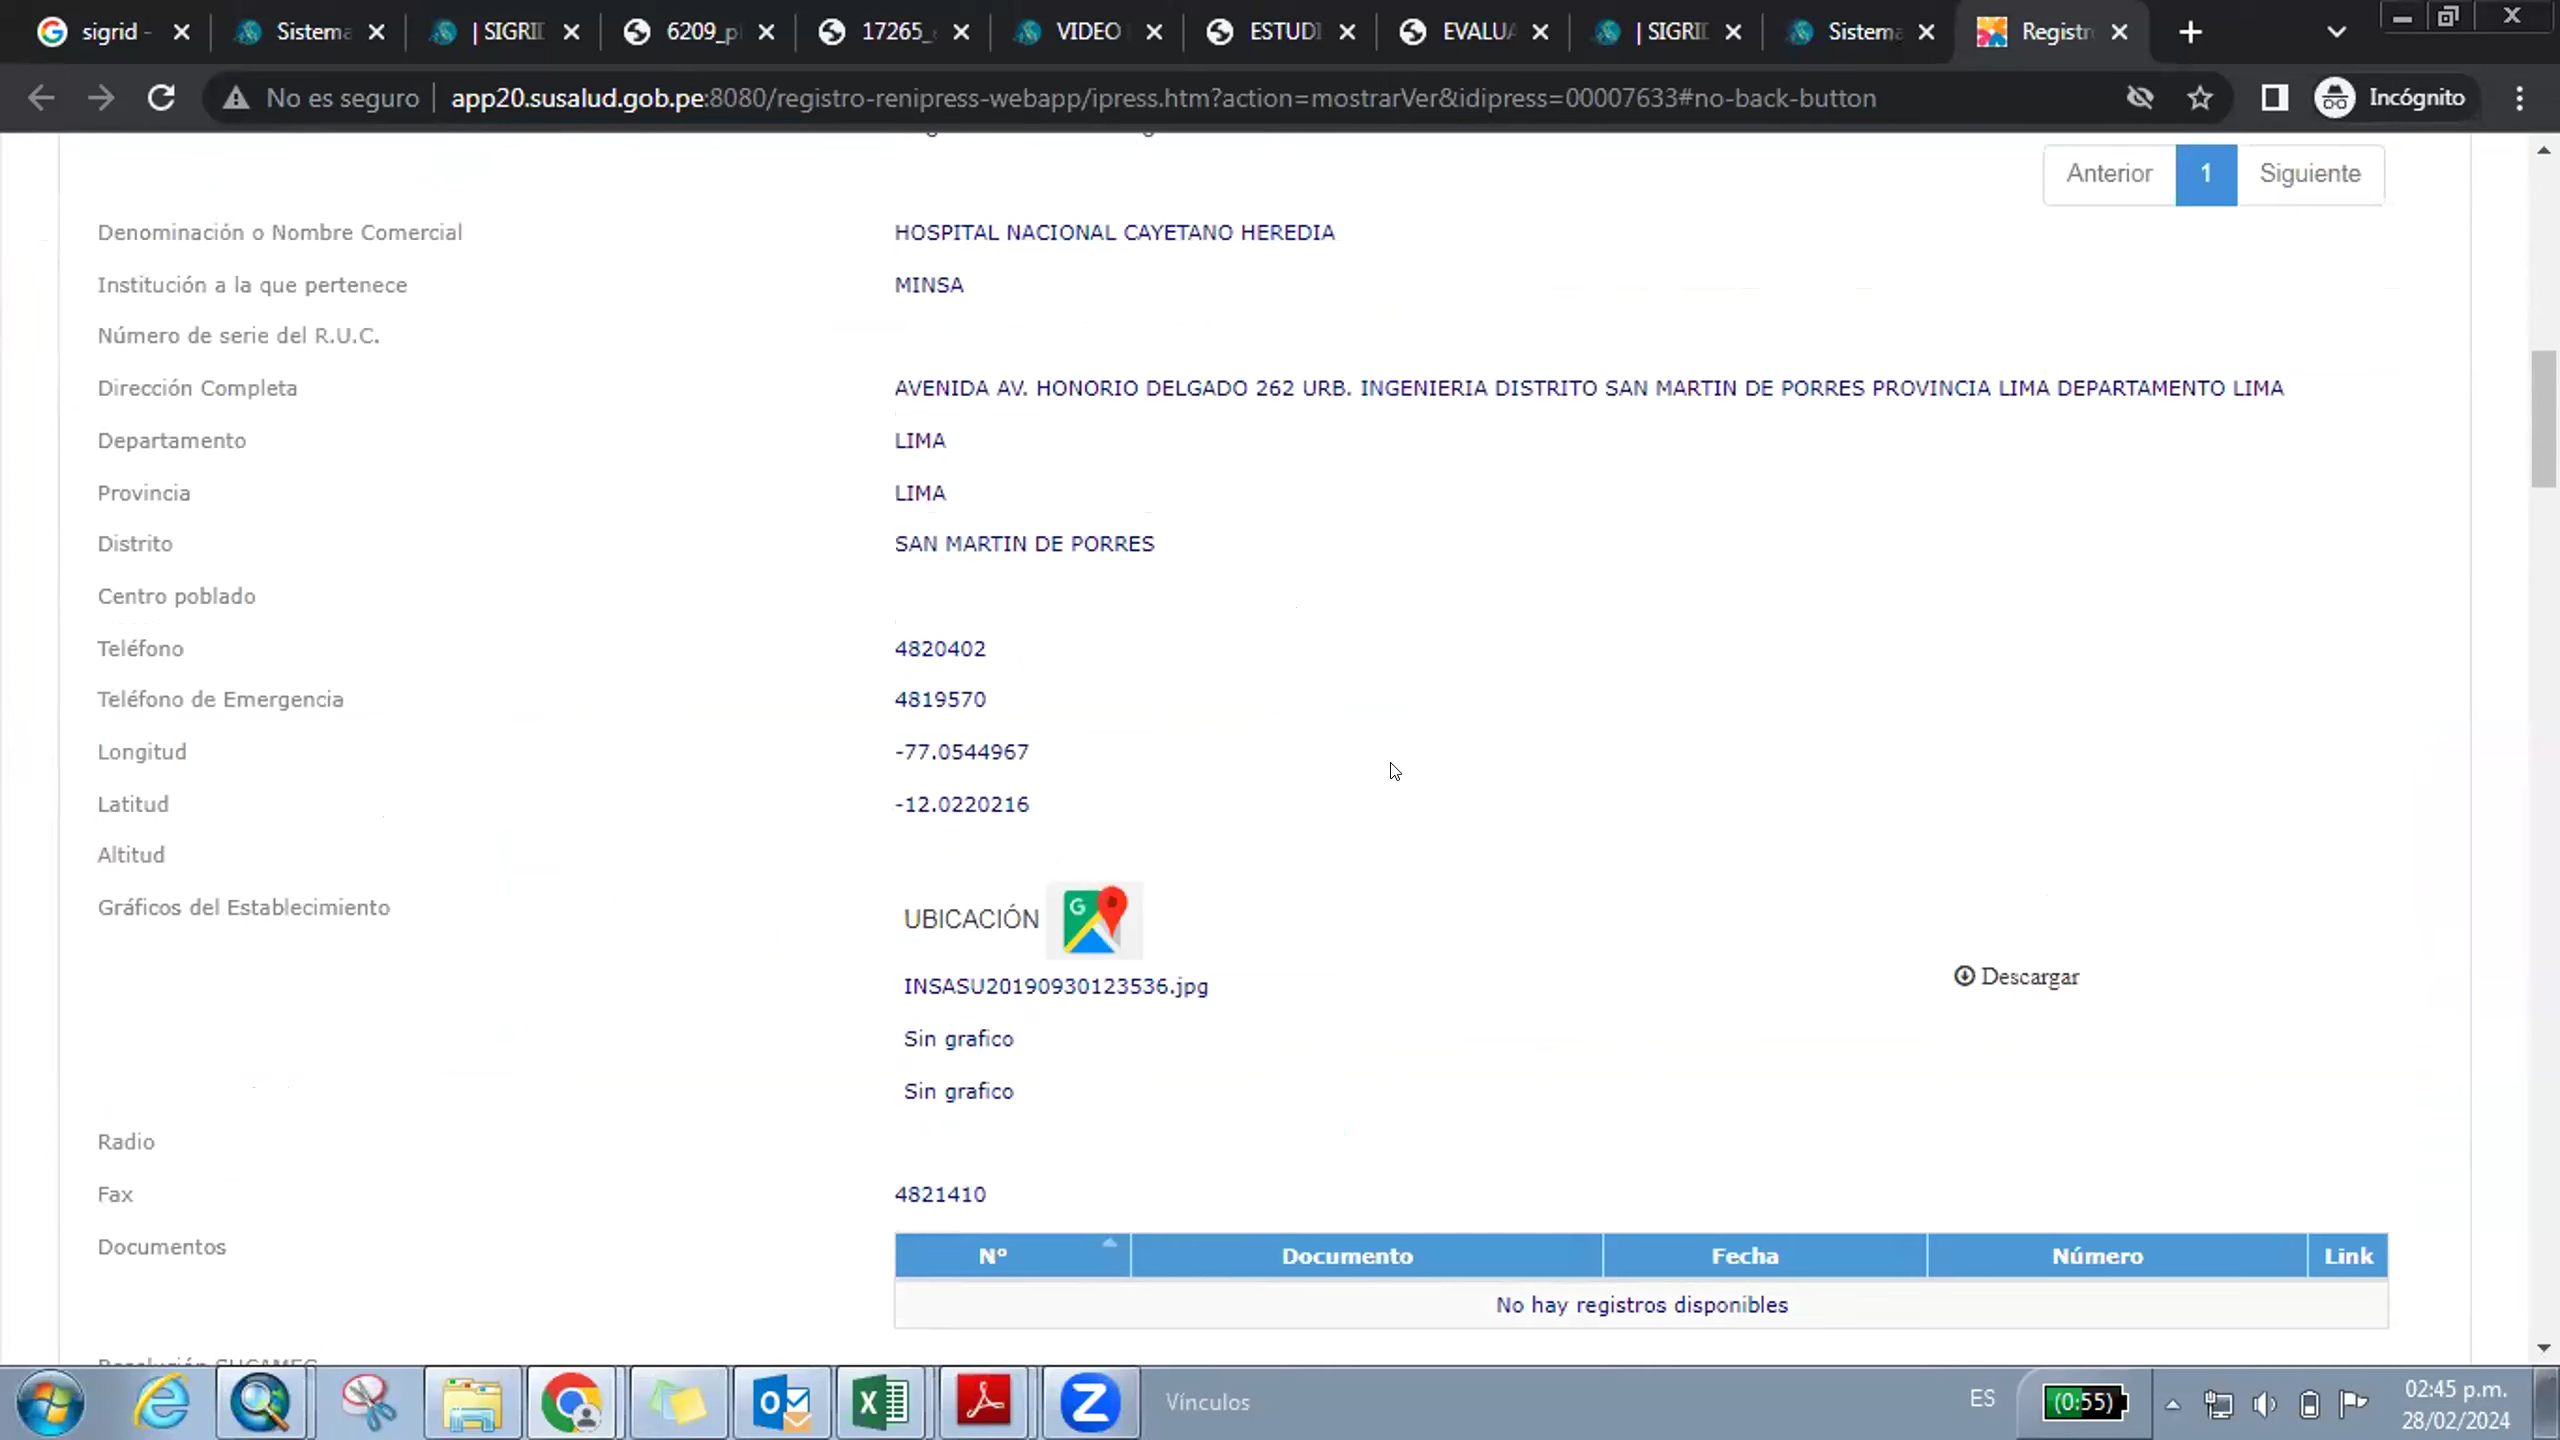 sigrid -
Sistema
| SIGRID
6209_p
17265_
VIDEO
ESTUDI
EVALUA
| SIGRID
Sistema
Registr
No es seguro
app20.susalud.gob.pe:8080/registro-renipress-webapp/ipress.htm?action=mostrarVer&idipress=00007633#no-back-button
Incógnito
Anterior 1 Siguiente
Denominación o Nombre Comercial HOSPITAL NACIONAL CAYETANO HEREDIA
Institución a la que pertenece MINSA
Número de serie del R.U.C.
Dirección Completa AVENIDA AV. HONORIO DELGADO 262 URB. INGENIERIA DISTRITO SAN MARTIN DE PORRES PROVINCIA LIMA DEPARTAMENTO LIMA
Departamento LIMA
Provincia LIMA
Distrito SAN MARTIN DE PORRES
Centro poblado
Teléfono 4820402
Teléfono de Emergencia 4819570
Longitud -77.0544967
Latitud -12.0220216
Altitud
Gráficos del Establecimiento UBICACIÓN
INSASU20190930123536.jpg Descargar
Sin grafico
Sin grafico
Radio
Fax 4821410
Documentos
Nº Documento Fecha Número Link
No hay registros disponibles
Vínculos
ES
(0:55)
02:45 p.m.
28/02/2024